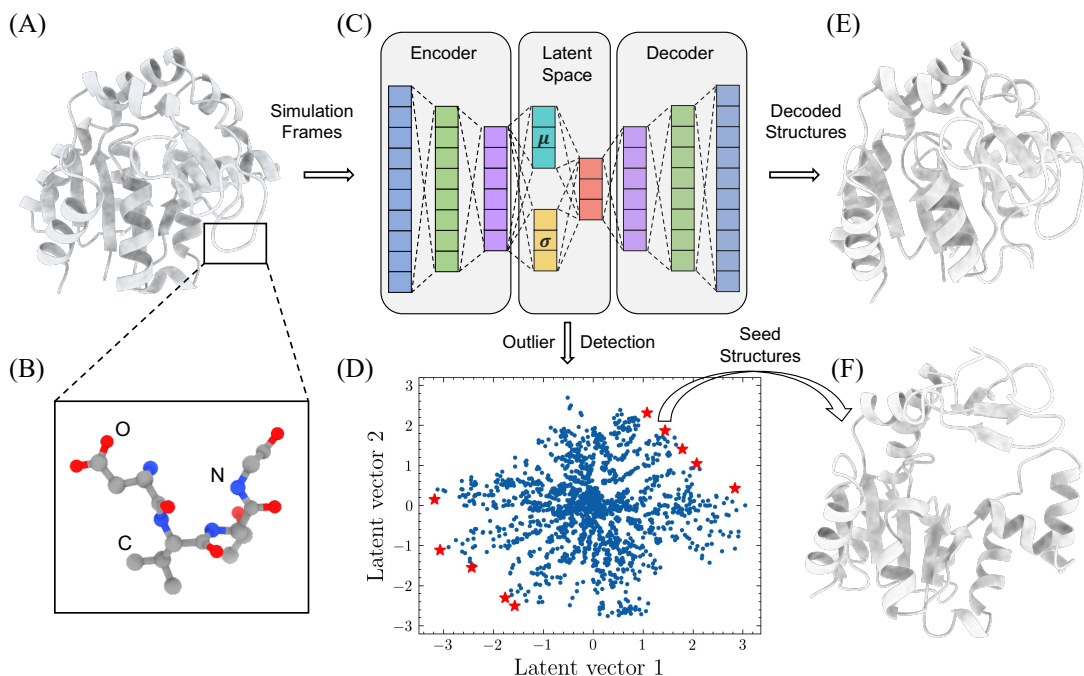 (A)
(C)
(E)
Encoder
Latent
Space
Decoder
Simulation
Frames
μ
σ
Decoded
Structures
Outlier
Detection
Seed
Structures
(B)
(D)
(F)
O
N
C
3
2
1
0
−1
−2
−3
Latent vector 2
−3
−2
−1
0
1
2
3
Latent vector 1